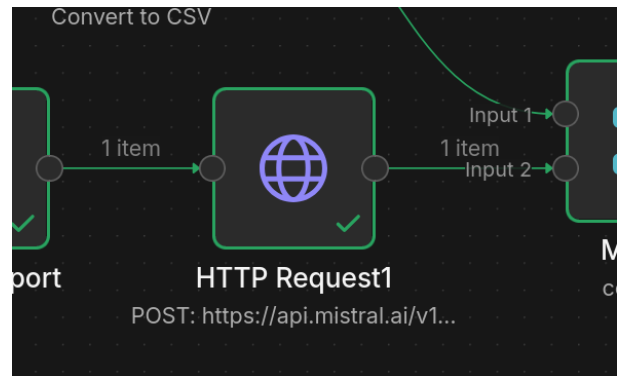 Convert to CSV
Input 1
1 item
1 item
Input 2
port
HTTP Request1
M
POST: https://api.mistral.ai/v1...